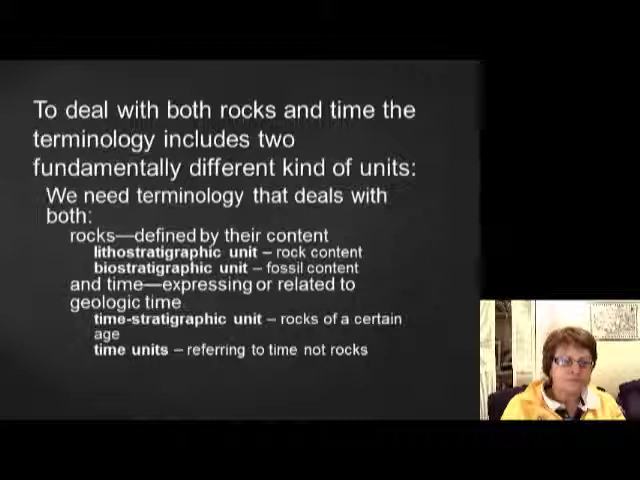 To deal with both rocks and time the
terminology includes two
fundamentally different kind of units:
We need terminology that deals with
both:
rocks—defined by their content
lithostratigraphic unit – rock content
biostratigraphic unit – fossil content
and time—expressing or related to
geologic time
time-stratigraphic unit – rocks of a certain
age
time units – referring to time not rocks